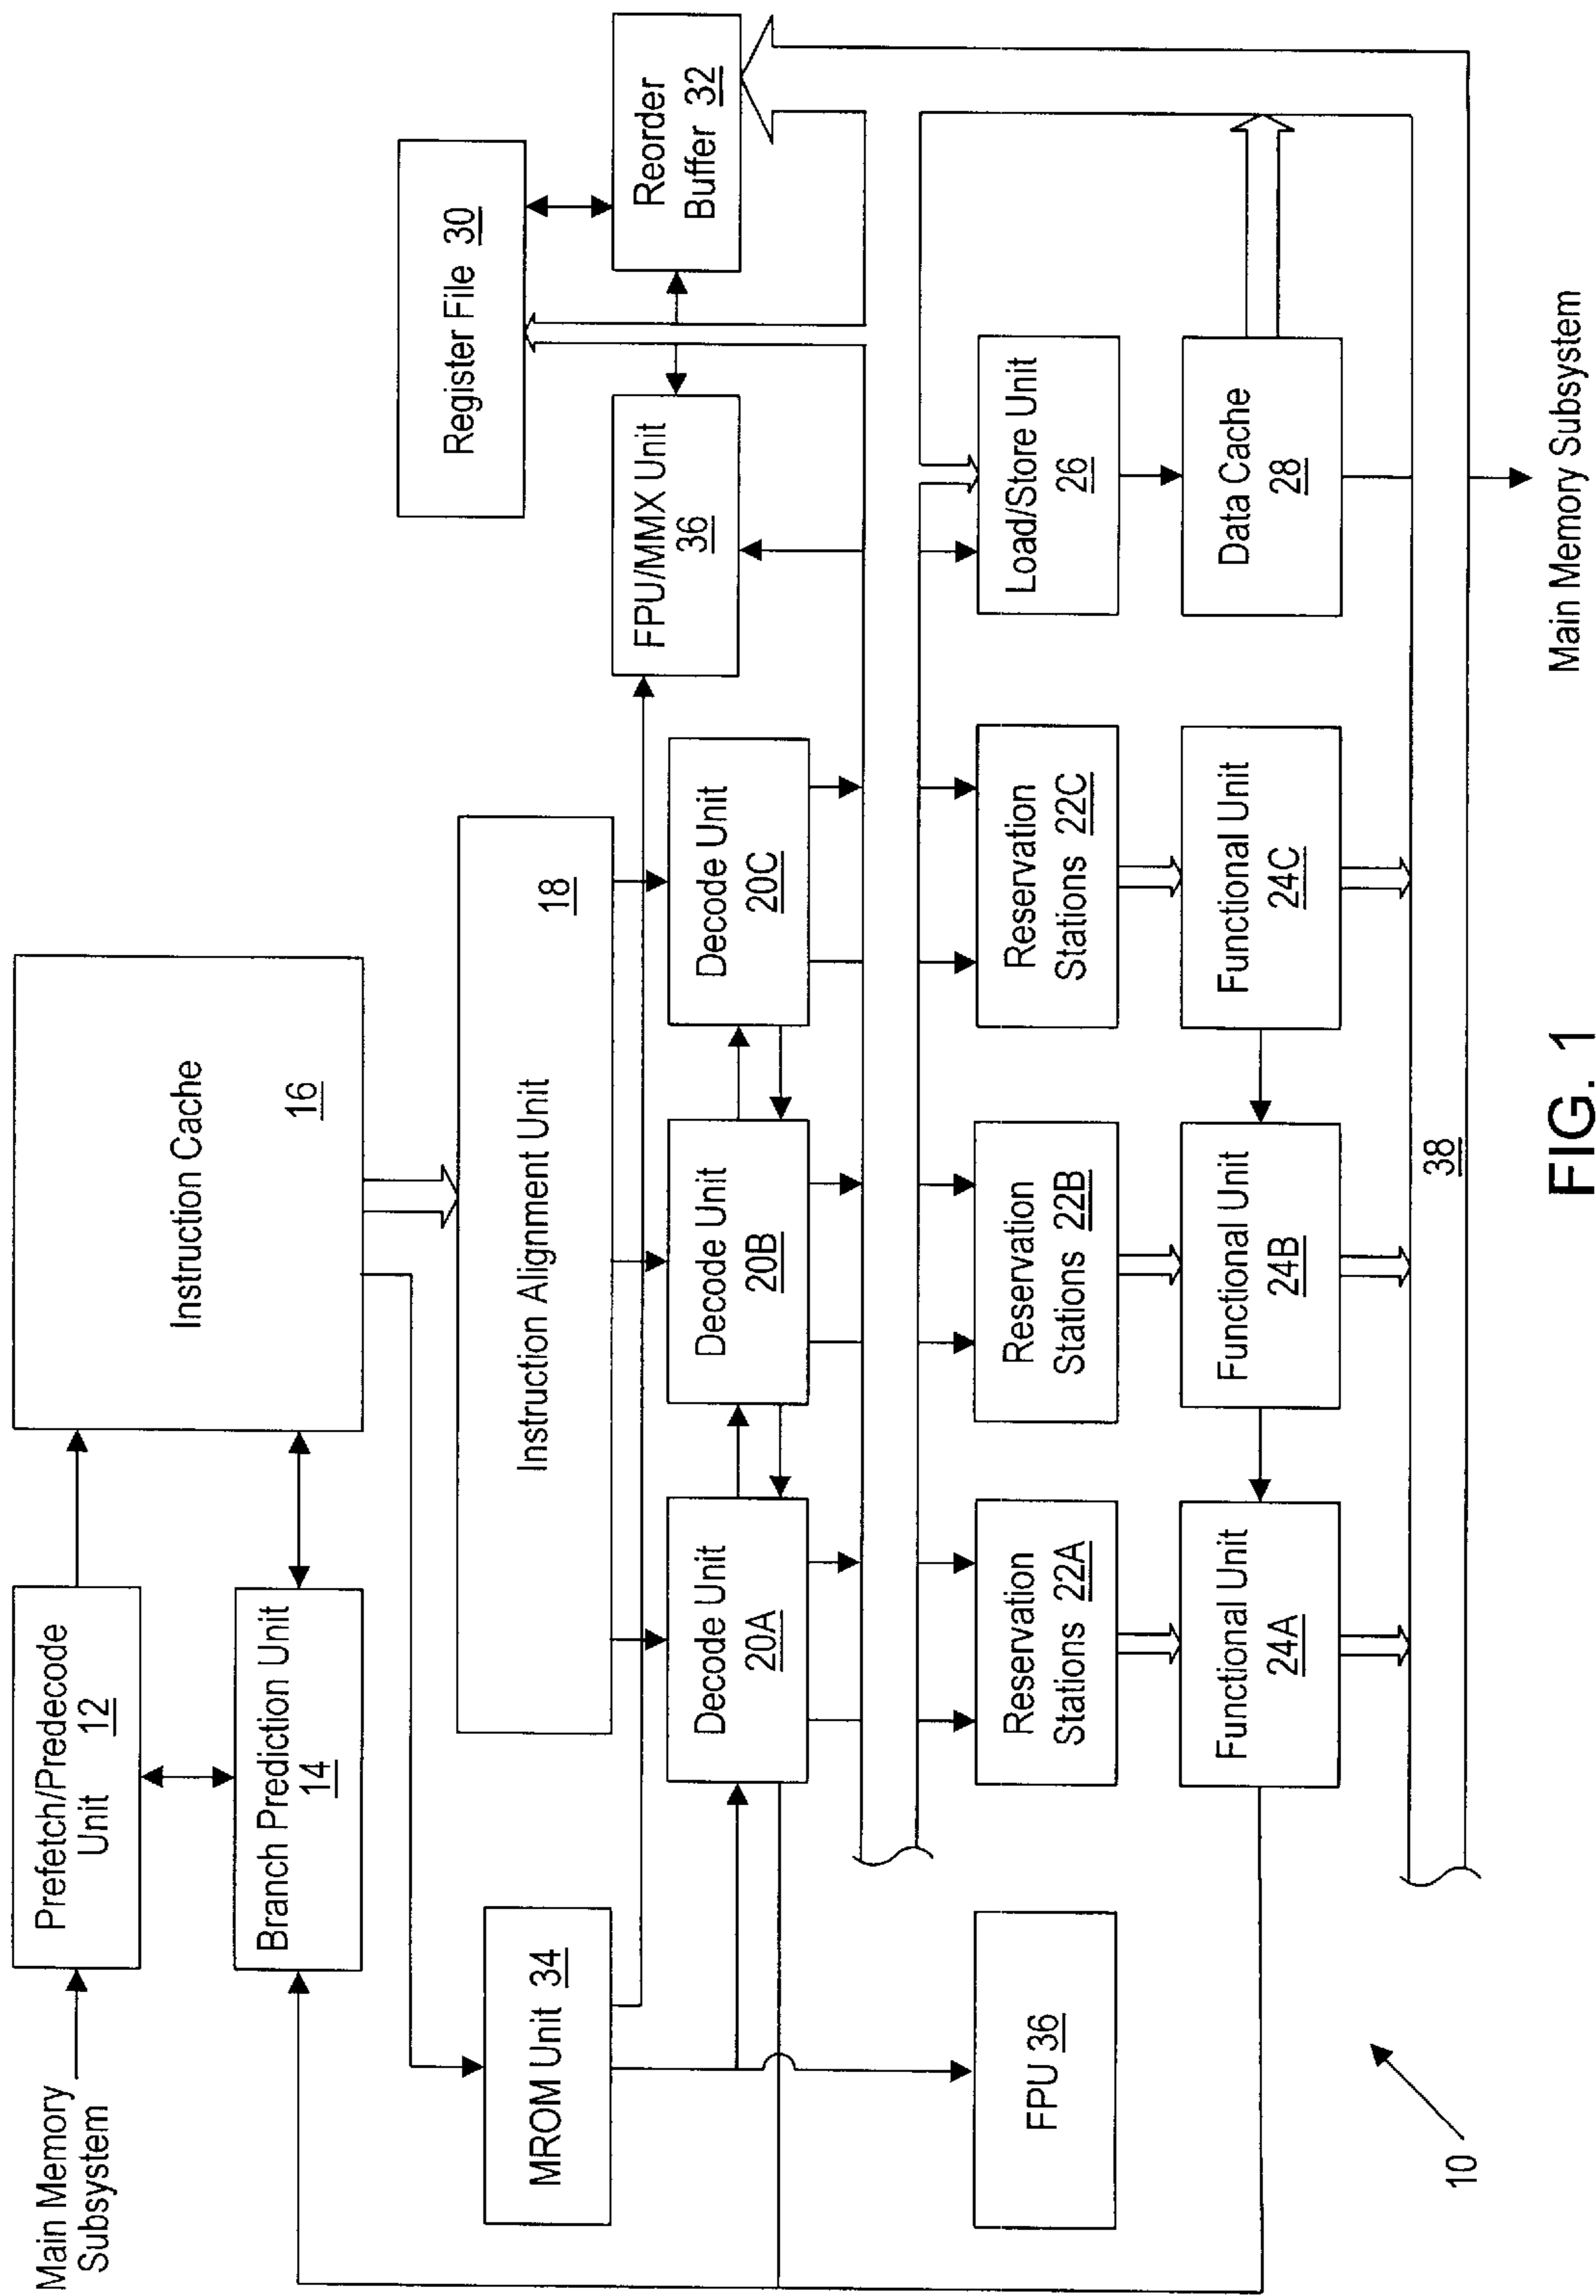 Main Memory
Subsystem
Prefetch/Predecode
Unit 12
Branch Prediction Unit
14
Instruction Cache
16
Register File 30
MROM Unit 34
Instruction Alignment Unit
18
FPU/MMX Unit
36
Reorder
Buffer 32
Decode Unit
20A
Decode Unit
20B
Decode Unit
20C
FPU 36
Reservation
Stations 22A
Reservation
Stations 22B
Reservation
Stations 22C
Load/Store Unit
26
Functional Unit
24A
Functional Unit
24B
Functional Unit
24C
Data Cache
28
38
10
Main Memory Subsystem
FIG. 1